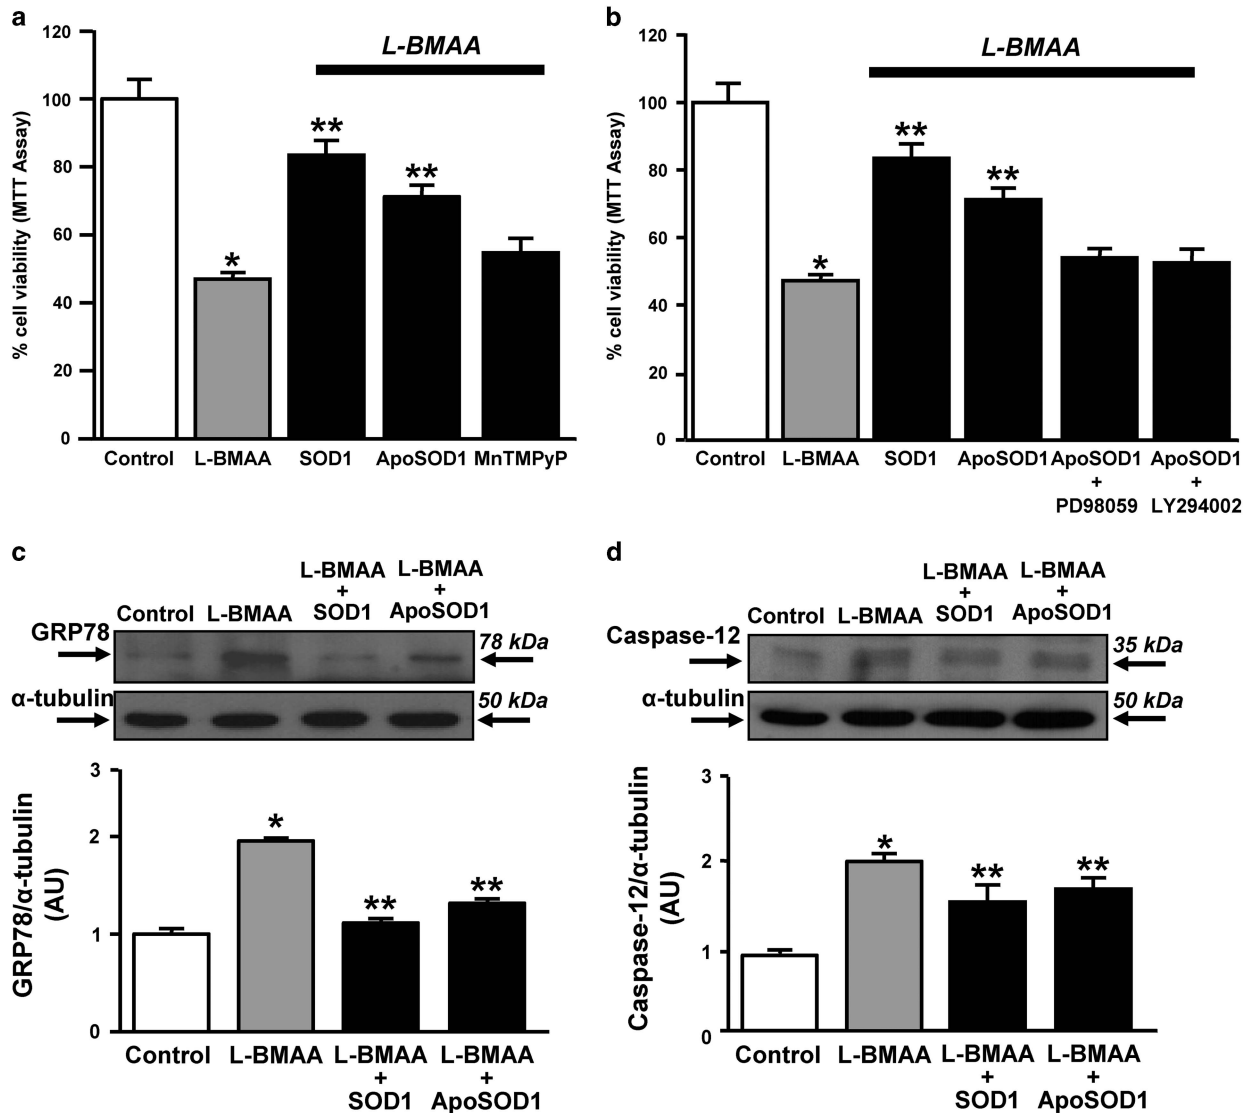 a
L-BMAA
% cell viability (MTT Assay)
120
100
80
60
40
20
0
**
**
*
Control L-BMAA SOD1 ApoSOD1 MnTMPyP
b
L-BMAA
% cell viability (MTT Assay)
120
100
80
60
40
20
0
**
**
*
Control L-BMAA SOD1 ApoSOD1 ApoSOD1 ApoSOD1
+ +
PD98059 LY294002
c
L-BMAA L-BMAA
+ +
Control L-BMAA SOD1 ApoSOD1
GRP78
78 kDa
α-tubulin
50 kDa
GRP78/α-tubulin
(AU)
3
2
1
0
*
**
**
Control L-BMAA L-BMAA L-BMAA
+ +
SOD1 ApoSOD1
d
L-BMAA L-BMAA
+ +
Control L-BMAA SOD1 ApoSOD1
Caspase-12
35 kDa
α-tubulin
50 kDa
Caspase-12/α-tubulin
(AU)
3
2
1
0
*
**
**
Control L-BMAA L-BMAA L-BMAA
+ +
SOD1 ApoSOD1